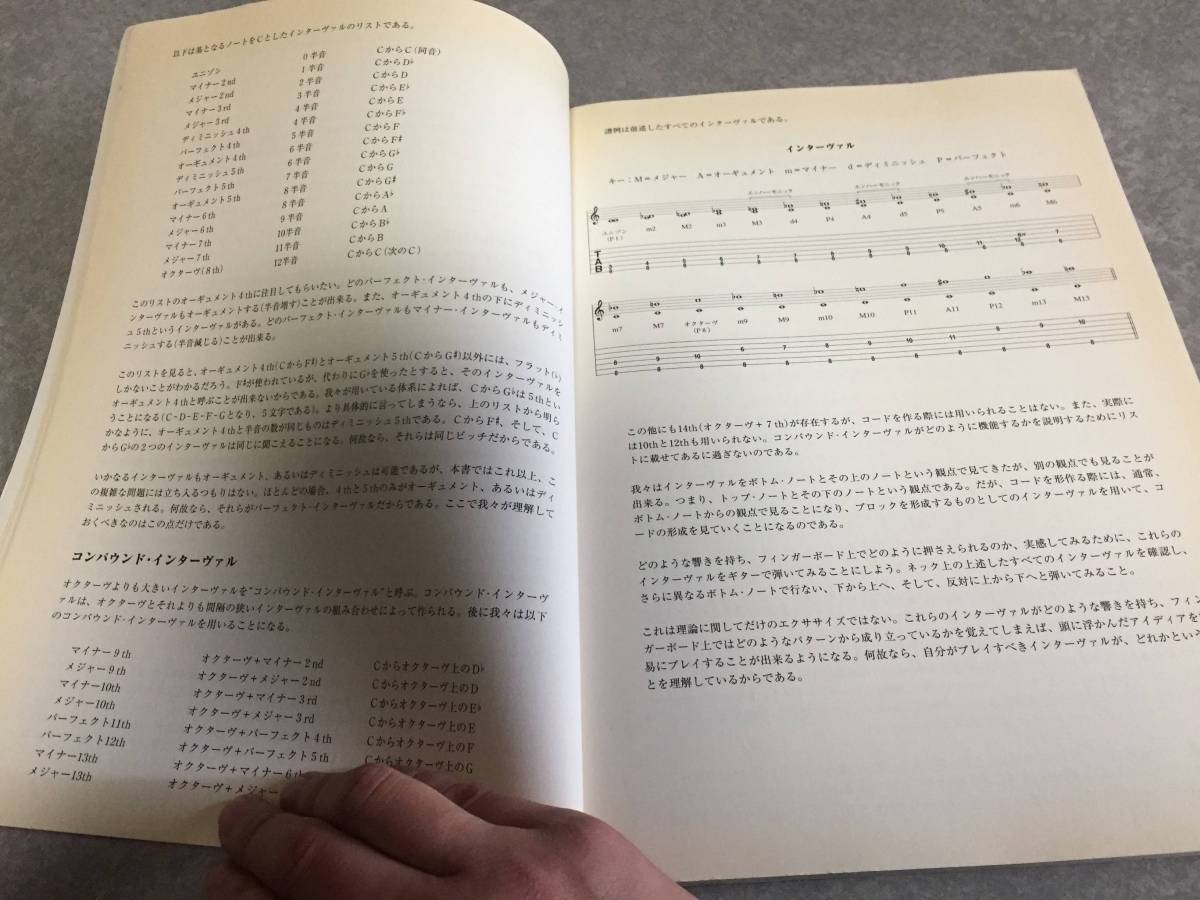 以下は基となるノートをCとしたインターヴァルのリストである。
ユニゾン 0半音 CからC(同音)
マイナー2nd 1半音 CからD♭
メジャー2nd 2半音 CからD
マイナー3rd 3半音 CからE♭
メジャー3rd 4半音 CからE
ディミニッシュ4th 4半音 CからF♭
パーフェクト4th 5半音 CからF
オーギュメント4th 6半音 CからF♯
ディミニッシュ5th 6半音 CからG♭
パーフェクト5th 7半音 CからG
オーギュメント5th 8半音 CからG♯
マイナー6th 8半音 CからA♭
メジャー6th 9半音 CからA
マイナー7th 10半音 CからB♭
メジャー7th 11半音 CからB
オクターヴ(8th) 12半音 CからC(次のC)
このリストのオーギュメント4thに注目してもらいたい。どのパーフェクト・インターヴァルも、メジャー・イ
ンターヴァルもオーギュメントする(半音増す)ことが出来る。また、オーギュメント4thの下にディミニッシ
ュ5thというインターヴァルがある。どのパーフェクト・インターヴァルもマイナー・インターヴァルもディミ
ニッシュする(半音減じる)ことが出来る。
このリストを見ると、オーギュメント4th(CからF♯)とオーギュメント5th(CからG♯)以外には、フラット(♭)
しかないことがわかるだろう。F♯が使われているが、代わりにG♭を使ったとすると、そのインターヴァルを
オーギュメント4thと呼ぶことが出来ないからである。我々が用いている体系によれば、CからG♭は5thとい
うことになる(C-D-E-F-Gとなり、5文字である)。より具体的に言ってしまうなら、上のリストから明ら
かなように、オーギュメント4thと半音の数が同じものはディミニッシュ5thである。CからF♯、そして、C
からG♭の2つのインターヴァルは同じに聞こえることになる。何故なら、それらは同じピッチだからである。
いかなるインターヴァルもオーギュメント、あるいはディミニッシュは可能であるが、本書ではこれ以上、こ
の複雑な問題には立ち入るつもりはない。ほとんどの場合、4thと5thのみがオーギュメント、あるいはディ
ミニッシュされる。何故なら、それらがパーフェクト・インターヴァルだからである。ここで我々が理解して
おくべきなのはこの点だけである。
コンパウンド・インターヴァル
オクターヴよりも大きいインターヴァルを“コンパウンド・インターヴァル”と呼ぶ。コンパウンド・インターヴ
ァルは、オクターヴとそれよりも間隔の狭いインターヴァルの組み合わせによって作られる。後に我々は以下
のコンパウンド・インターヴァルを用いることになる。
マイナー9th オクターヴ+マイナー2nd Cからオクターヴ上のD♭
メジャー9th オクターヴ+メジャー2nd Cからオクターヴ上のD
マイナー10th オクターヴ+マイナー3rd Cからオクターヴ上のE♭
メジャー10th オクターヴ+メジャー3rd Cからオクターヴ上のE
パーフェクト11th オクターヴ+パーフェクト4th Cからオクターヴ上のF
パーフェクト12th オクターヴ+パーフェクト5th Cからオクターヴ上のG
マイナー13th オクターヴ+マイナー6th
メジャー13th オクターヴ+メジャー
譜例は前述したすべてのインターヴァルである。
インターヴァル
キー:M=メジャー A=オーギュメント m=マイナー d=ディミニッシュ P=パーフェクト
エンハーモニック エンハーモニック エンハーモニック
ユニゾン m2 M2 m3 M3 d4 P4 A4 d5 P5 A5 m6 M6
(P1)
TAB
m7 M7 オクターヴ m9 M9 m10 M10 P11 A11 P12 m13 M13
(P8)
この他にも14th(オクターヴ+7th)が存在するが、コードを作る際には用いられることはない。また、実際に
は10thと12thも用いられない。コンパウンド・インターヴァルがどのように機能するかを説明するためにリス
トに載せてあるに過ぎないのである。
我々はインターヴァルをボトム・ノートとその上のノートという観点で見てきたが、別の観点でも見ることが
出来る。つまり、トップ・ノートとその下のノートという観点である。だが、コードを形作る際には、通常、
ボトム・ノートからの観点で見ることになり、ブロックを形成するものとしてのインターヴァルを用いて、コ
ードの形成を見ていくことになるのである。
どのような響きを持ち、フィンガーボード上でどのように押さえられるのか、実感してみるために、これらの
インターヴァルをギターで弾いてみることにしよう。ネック上の上述したすべてのインターヴァルを確認し、
さらに異なるボトム・ノートで行ない、下から上へ、そして、反対に上から下へと弾いてみること。
これは理論に関してだけのエクササイズではない。これらのインターヴァルがどのような響きを持ち、フィン
ガーボード上ではどのようなパターンから成り立っているかを覚えてしまえば、頭に浮かんだアイディアを
易にプレイすることが出来るようになる。何故なら、自分がプレイすべきインターヴァルが、どれかという
とを理解しているからである。